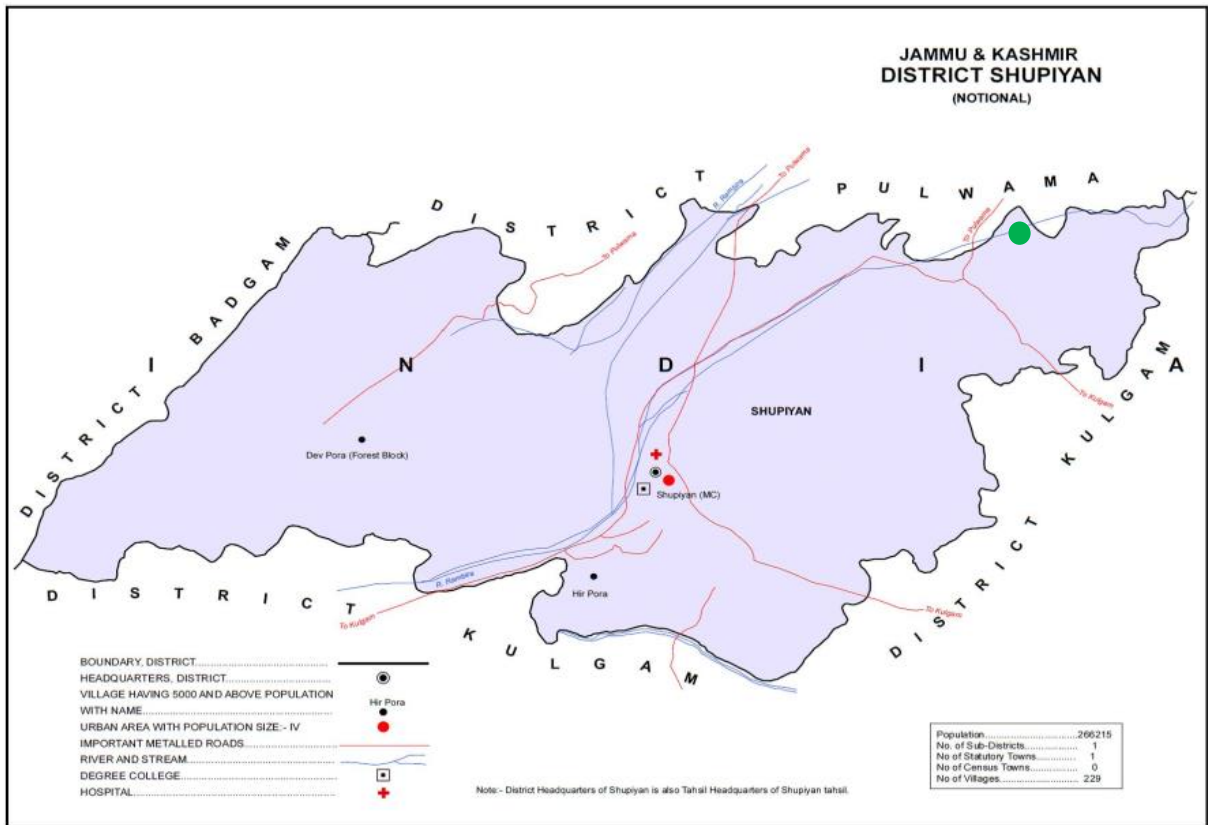 JAMMU & KASHMIR
DISTRICT SHUPIYAN
(NOTIONAL)
DISTRICT PULWAMA
R. Rambira
To Pulwama
To Pulwama
To Pulwama
DISTRICT BADGAM
INDIA
SHUPIYAN
To Kulgam
Dev Pora (Forest Block)
Shupiyan (MC)
R. Rambira
Hir Pora
To Kulgam
To Kulgam
DISTRICT KULGAM
DISTRICT KULGAM
BOUNDARY, DISTRICT
HEADQUARTERS, DISTRICT
VILLAGE HAVING 5000 AND ABOVE POPULATION
WITH NAME
Hir Pora
URBAN AREA WITH POPULATION SIZE:- IV
IMPORTANT METALLED ROADS
RIVER AND STREAM
DEGREE COLLEGE
HOSPITAL
Note:- District Headquarters of Shupiyan is also Tahsil Headquarters of Shupiyan tahsil.
Population 266215
No. of Sub-Districts 1
No of Statutory Towns 1
No of Census Towns 0
No of Villages 229